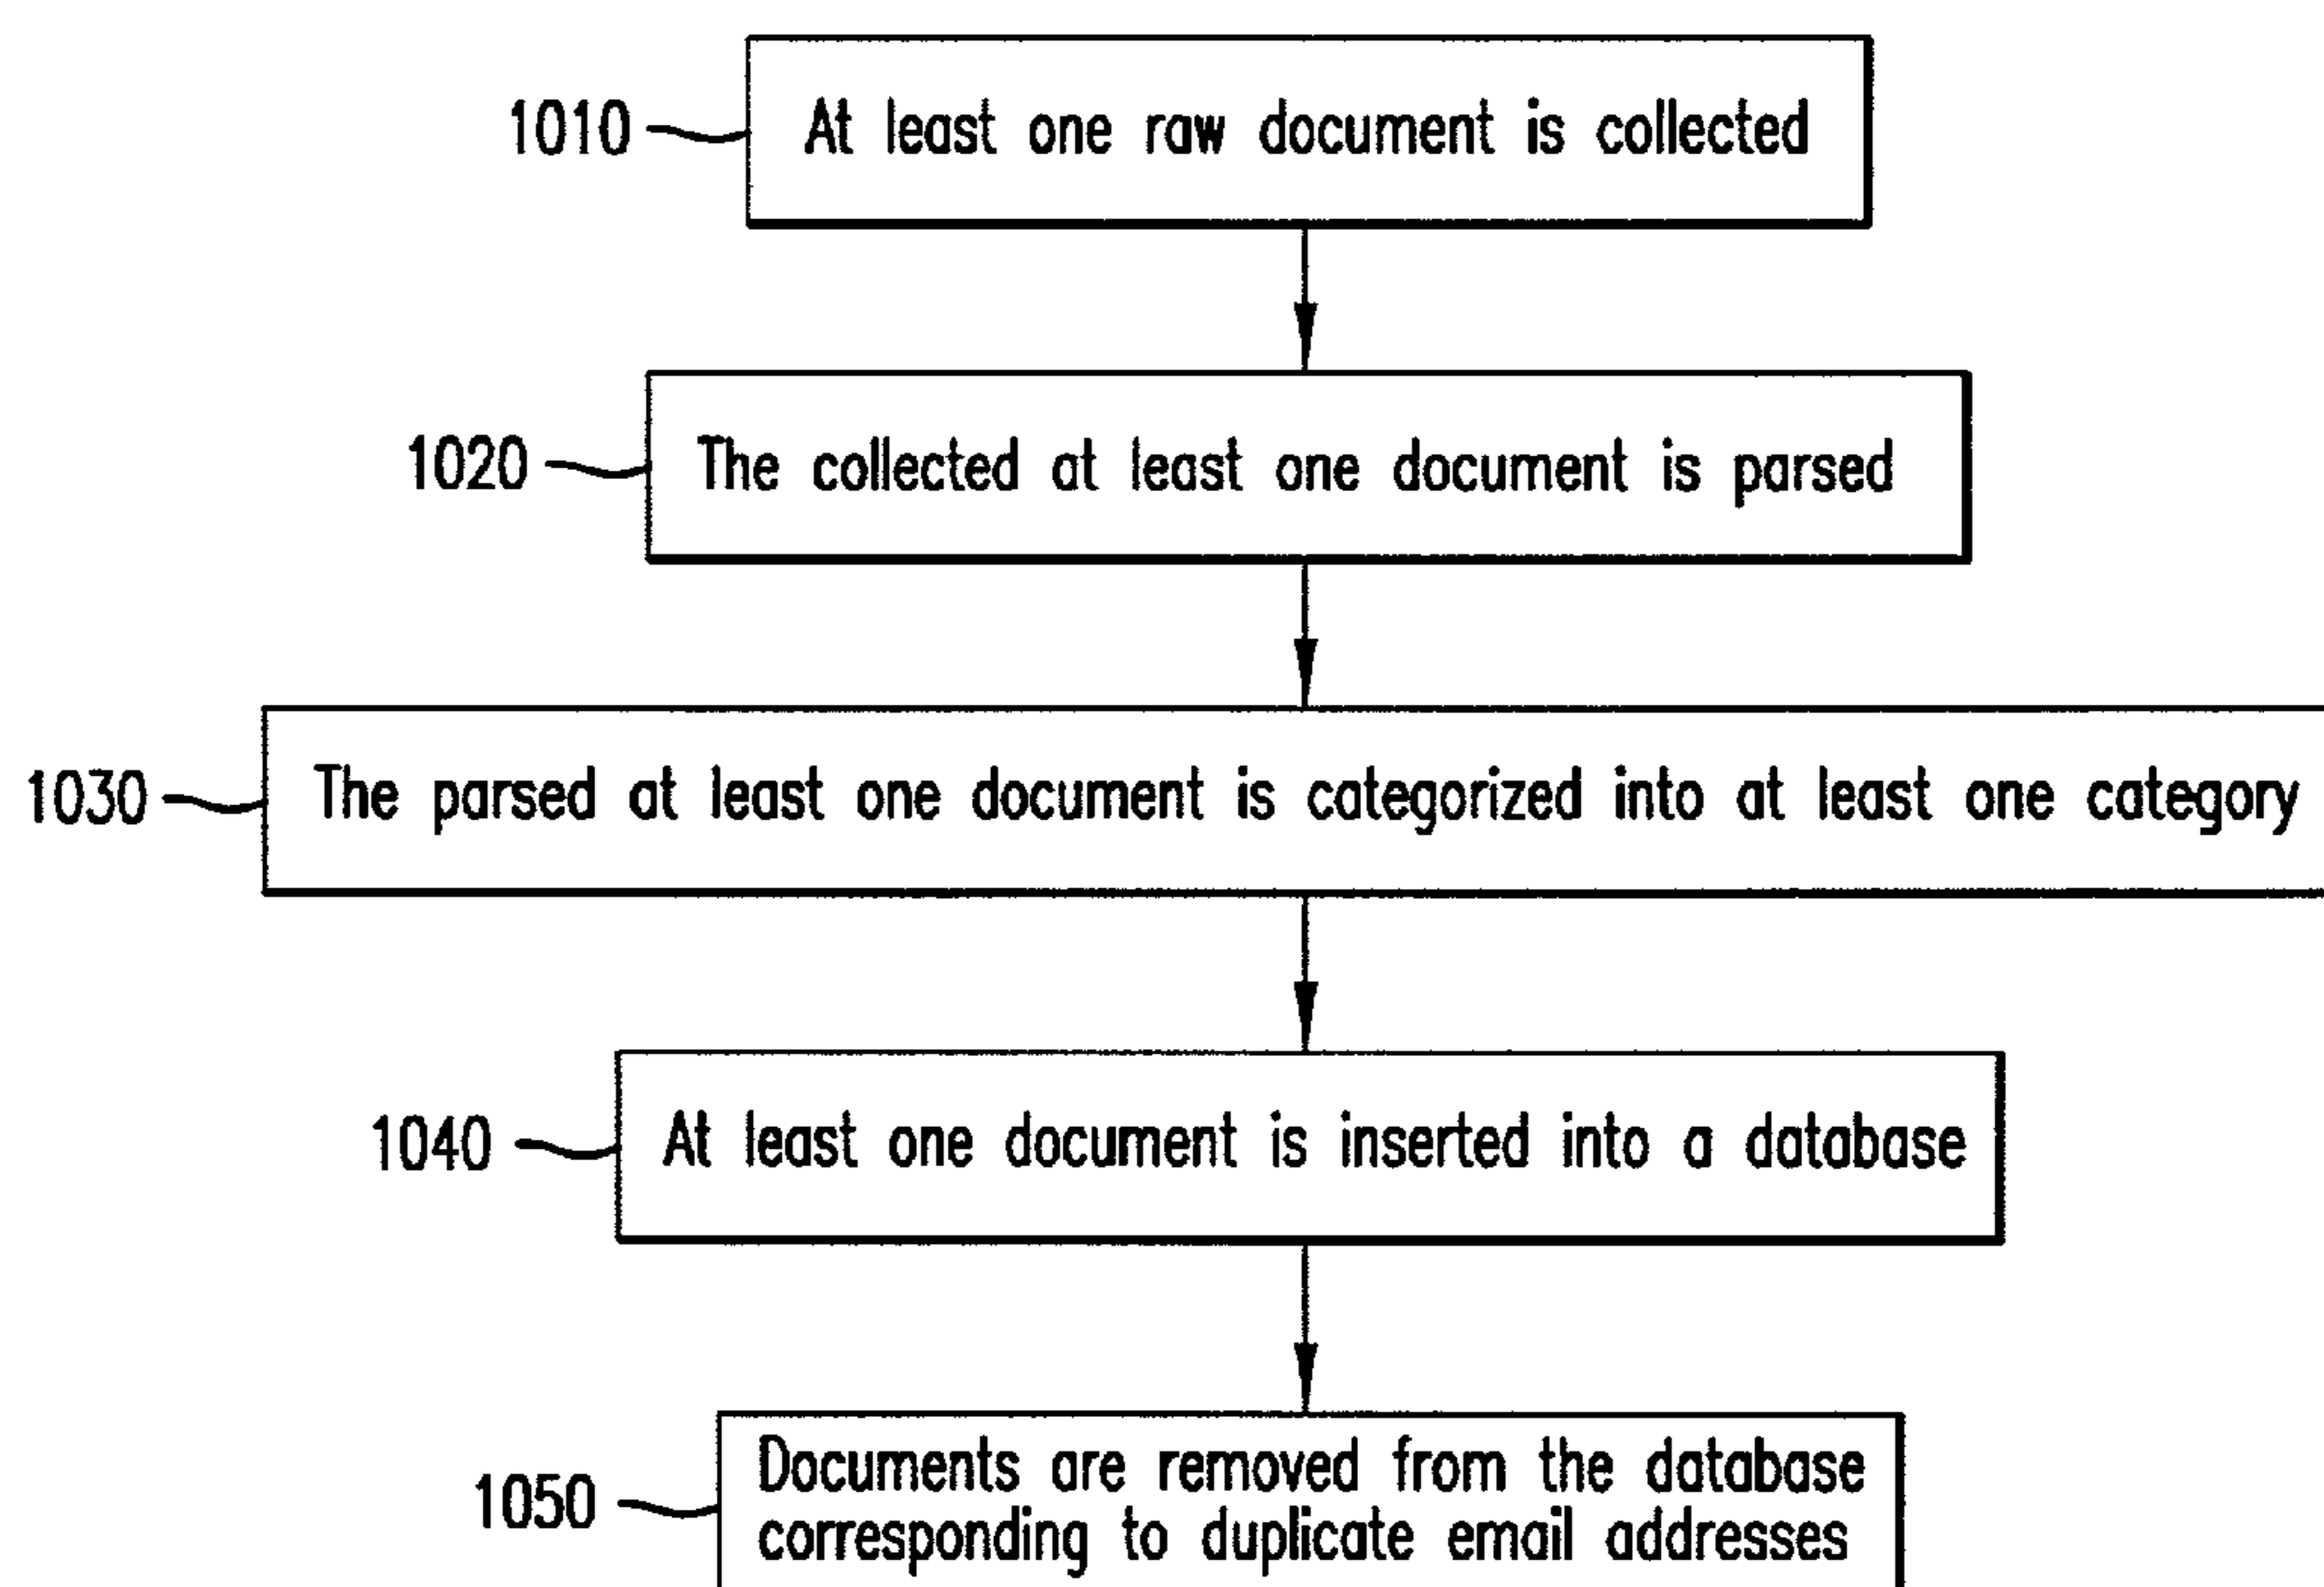 1010 At least one raw document is collected
1020 The collected at least one document is parsed
1030 The parsed at least one document is categorized into at least one category
1040 At least one document is inserted into a database
1050 Documents are removed from the database
corresponding to duplicate email addresses